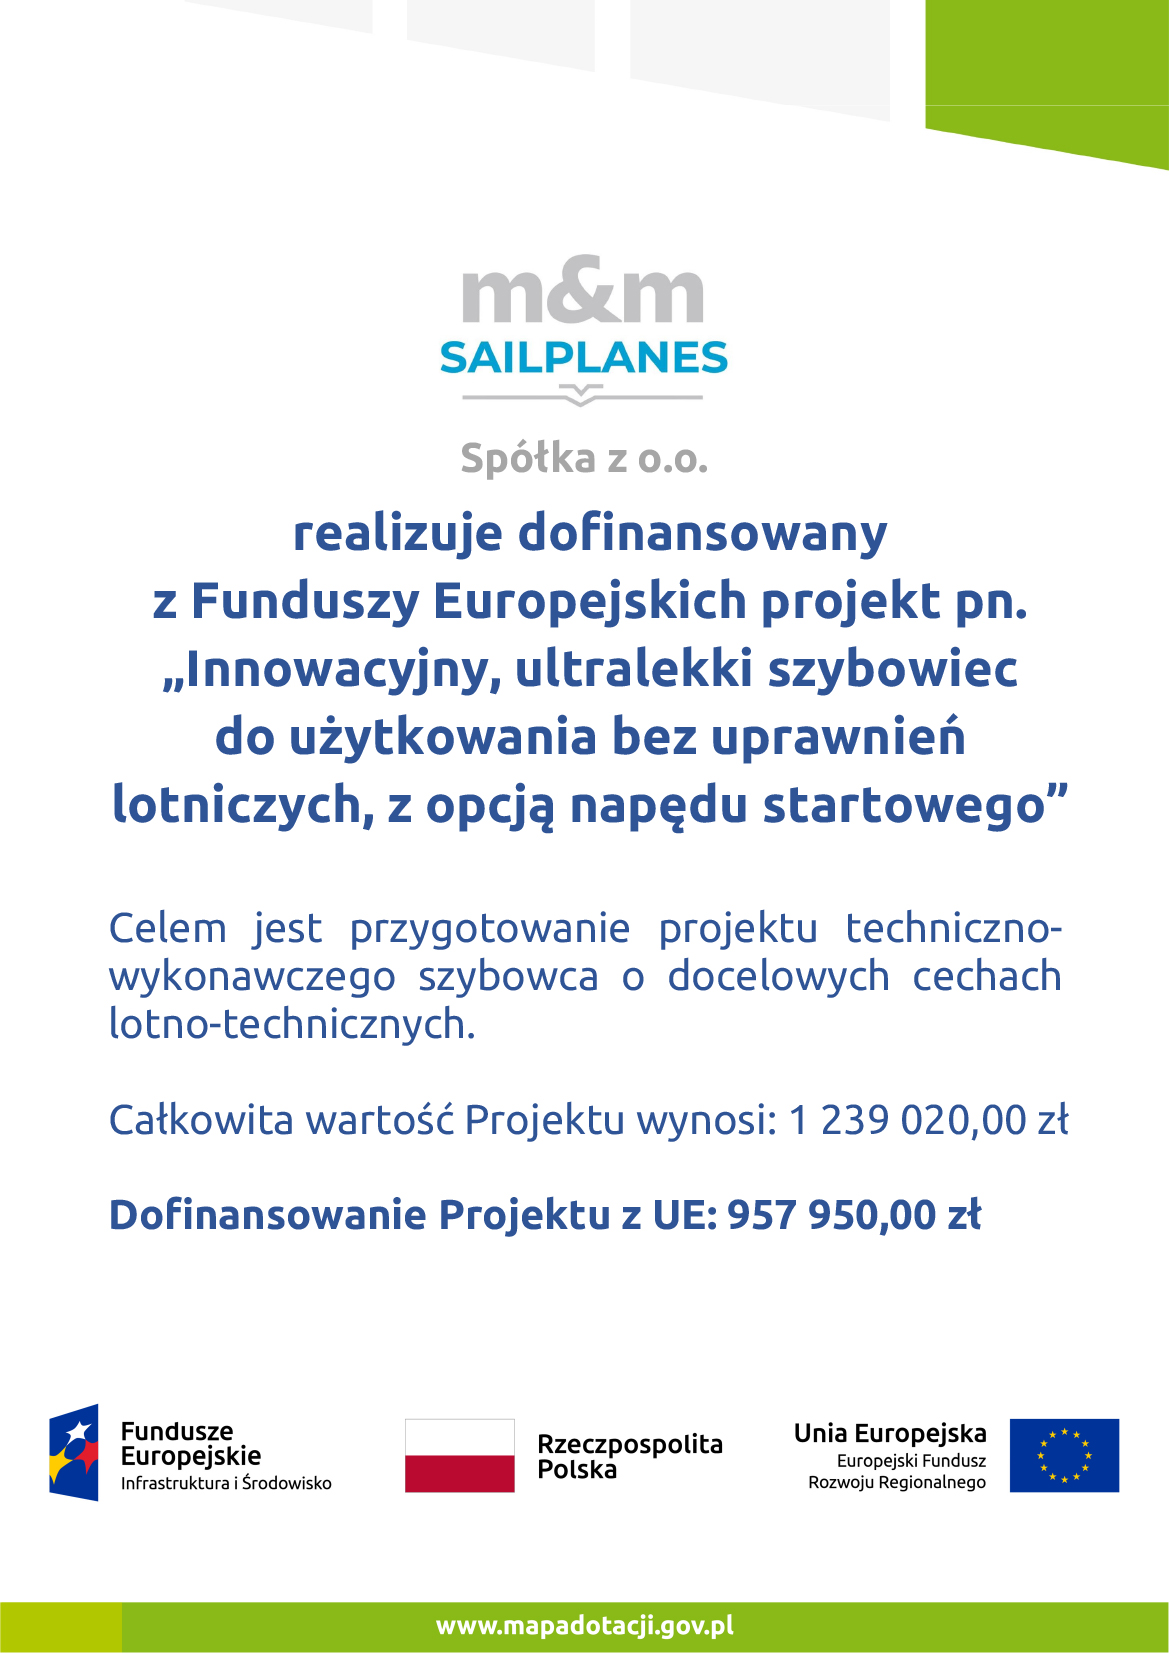 m&m
SAILPLANES
Spółka z o.o.
realizuje dofinansowany
z Funduszy Europejskich projekt pn.
„Innowacyjny, ultralekki szybowiec
do użytkowania bez uprawnień
lotniczych, z opcją napędu startowego”
Celem jest przygotowanie projektu techniczno-
wykonawczego szybowca o docelowych cechach
lotno-technicznych.
Całkowita wartość Projektu wynosi: 1 239 020,00 zł
Dofinansowanie Projektu z UE: 957 950,00 zł
Fundusze
Europejskie
Infrastruktura i Środowisko
Rzeczpospolita
Polska
Unia Europejska
Europejski Fundusz
Rozwoju Regionalnego
www.mapadotacji.gov.pl